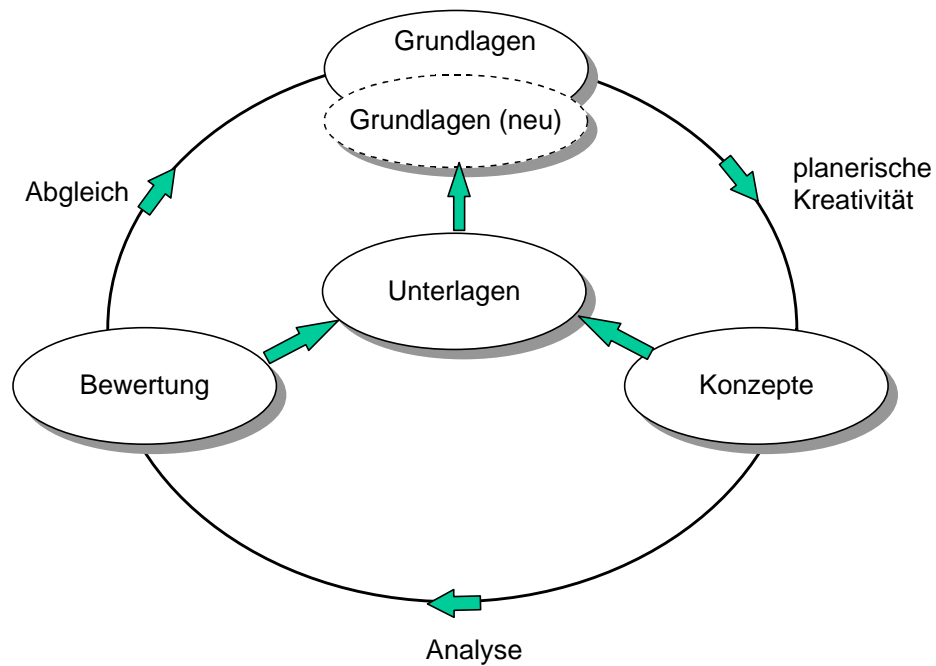 Grundlagen
Grundlagen (neu)
Abgleich
planerische
Kreativität
Unterlagen
Bewertung
Konzepte
Analyse